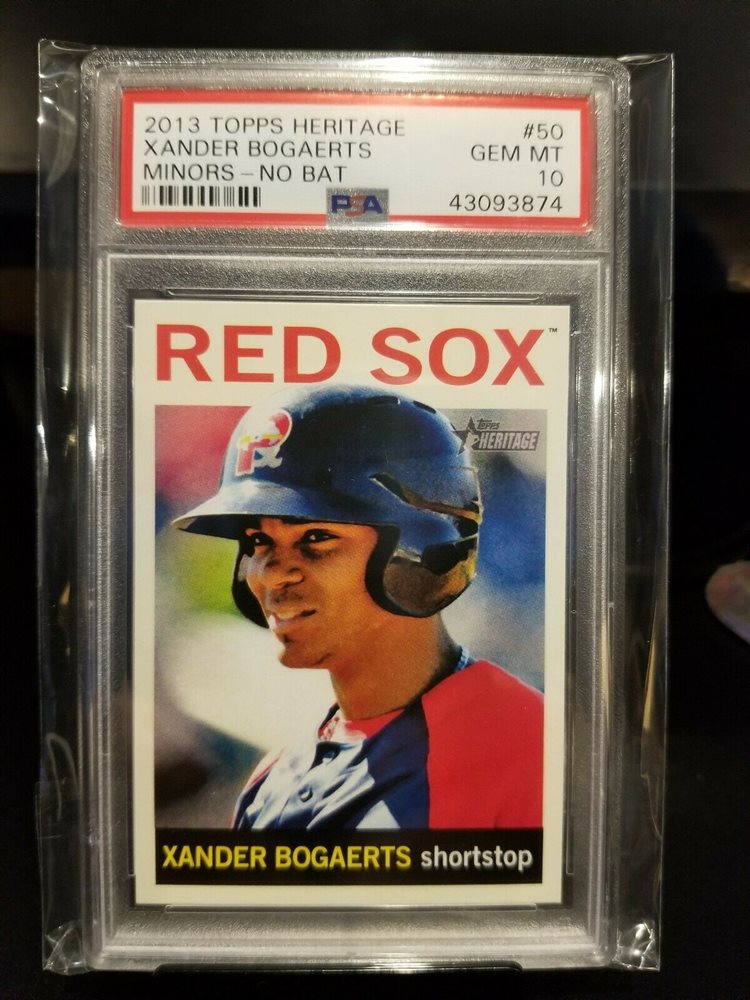 2013 TOPPS HERITAGE #50
XANDER BOGAERTS GEM MT
MINORS - NO BAT 10
PSA 43093874
RED SOX™
P
TOPPS
HERITAGE
XANDER BOGAERTS shortstop